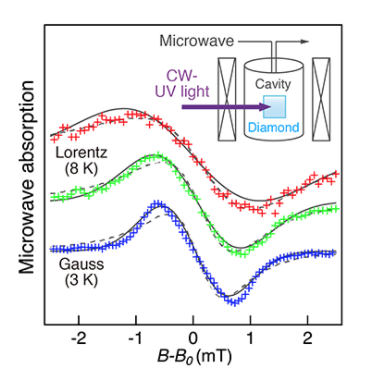 Microwave
CW-
UV light
Cavity
Diamond
Microwave absorption
Lorentz
(8 K)
Gauss
(3 K)
-2 -1 0 1 2
B-B0 (mT)